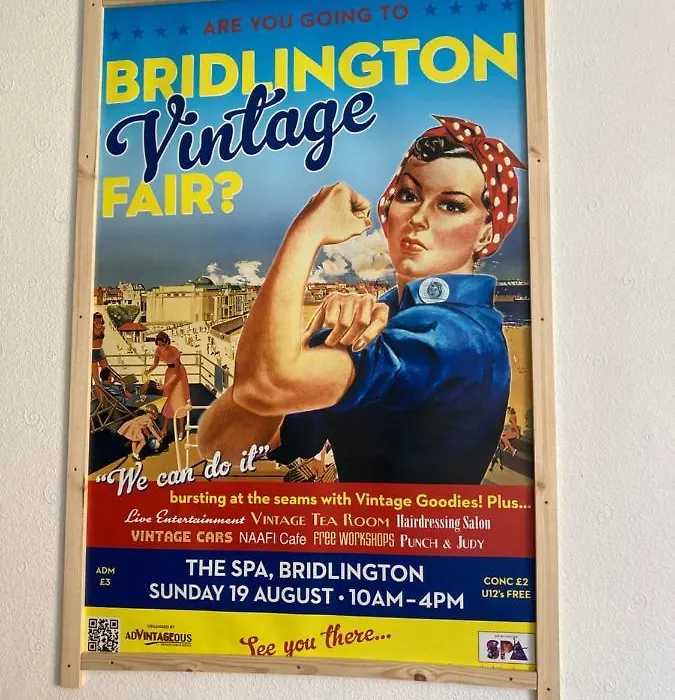 ARE YOU GOING TO
BRIDLINGTON
Vintage
FAIR?
"We can do it"
bursting at the seams with Vintage Goodies! Plus...
Live Entertainment VINTAGE TEA ROOM Hairdressing Salon
VINTAGE CARS NAAFI Cafe FREE WORKSHOPS PUNCH & JUDY
ADM
£3
THE SPA, BRIDLINGTON
SUNDAY 19 AUGUST • 10AM–4PM
CONC £2
U12's FREE
ORGANISED BY
ADVINTAGEOUS
See you there...
SPA